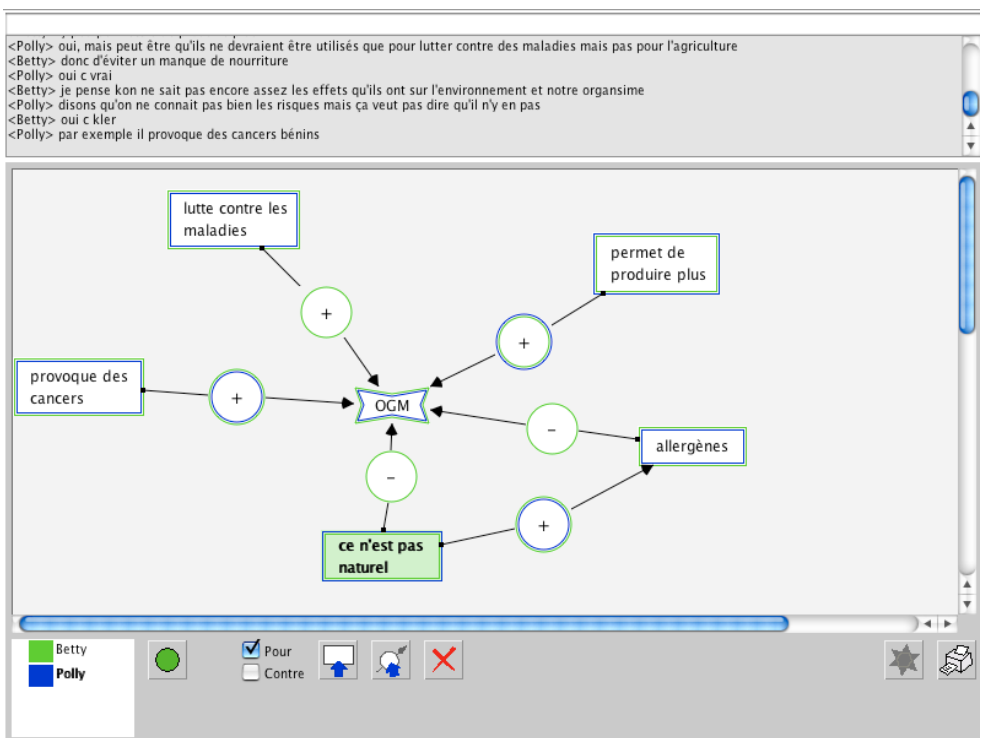 <Polly> oui, mais peut être qu'ils ne devraient être utilisés que pour lutter contre des maladies mais pas pour l'agriculture
<Betty> donc d'éviter un manque de nourriture
<Polly> oui c vrai
<Betty> je pense kon ne sait pas encore assez les effets qu'ils ont sur l'environnement et notre organsime
<Polly> disons qu'on ne connait pas bien les risques mais ça veut pas dire qu'il n'y en pas
<Betty> oui c kler
<Polly> par exemple il provoque des cancers bénins
lutte contre les
maladies
permet de
produire plus
+
+
provoque des
cancers
+
OGM
-
allergènes
-
+
ce n'est pas
naturel
Betty
Polly
Pour
Contre